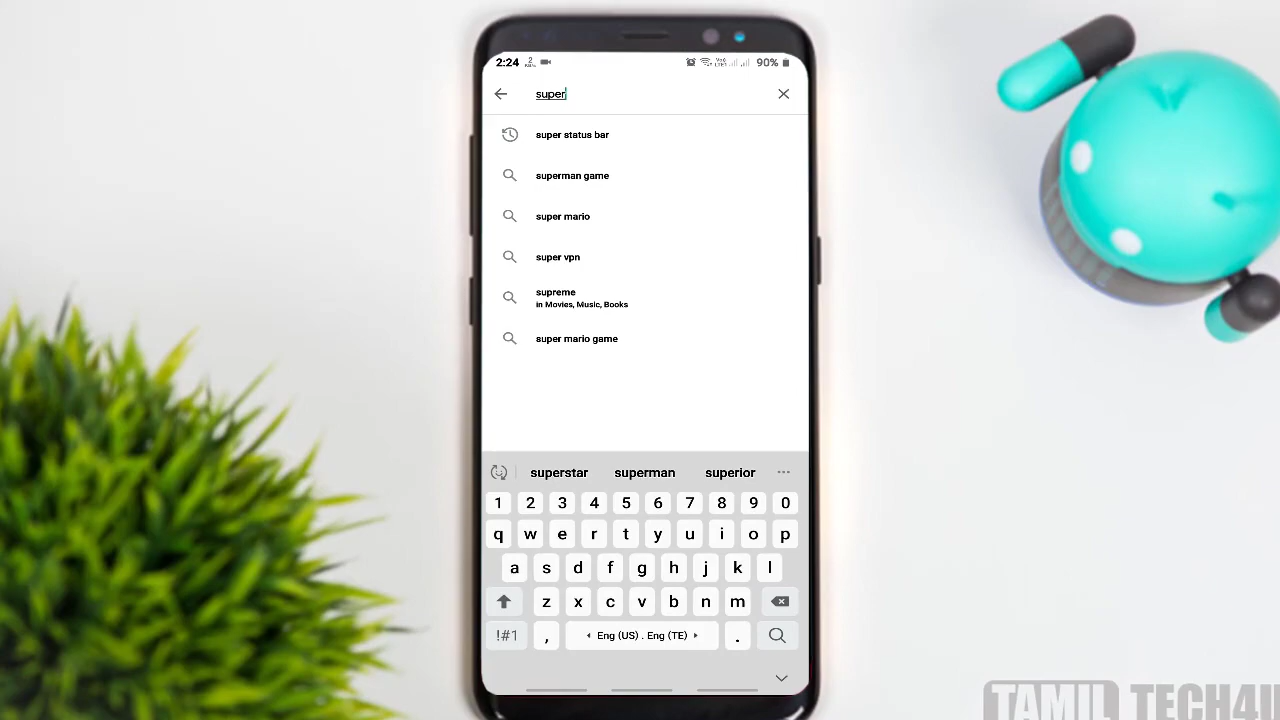 2:24 90%
super
super status bar
superman game
super mario
super vpn
supreme
in Movies, Music, Books
super mario game
superstar superman superior ...
1 2 3 4 5 6 7 8 9 0
q w e r t y u i o p
a s d f g h j k l
z x c v b n m
!#1 , Eng (US) . Eng (TE) .
TAMIL TECH4U